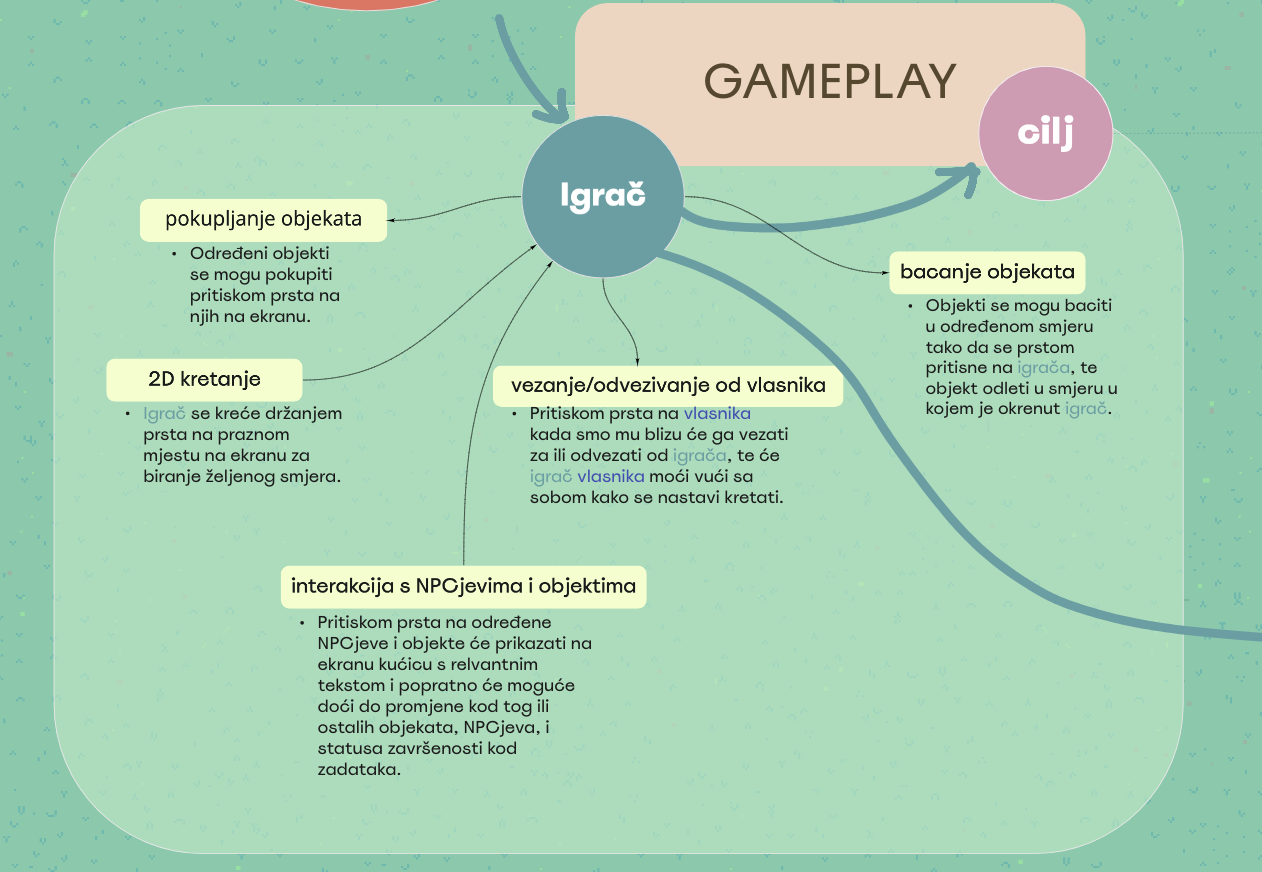 GAMEPLAY
cilj
Igrač
pokupljanje objekata
• Određeni objekti
se mogu pokupiti
pritiskom prsta na
njih na ekranu.
bacanje objekata
• Objekti se mogu baciti
u određenom smjeru
tako da se prstom
pritisne na igrača, te
objekt odleti u smjeru u
kojem je okrenut igrač.
2D kretanje
• Igrač se kreće držanjem
prsta na praznom
mjestu na ekranu za
biranje željenog smjera.
vezanje/odvezivanje od vlasnika
• Pritiskom prsta na vlasnika
kada smo mu blizu će ga vezati
za ili odvezati od igrača, te će
igrač vlasnika moći vući sa
sobom kako se nastavi kretati.
interakcija s NPCjevima i objektima
• Pritiskom prsta na određene
NPCjeve i objekte će prikazati na
ekranu kućicu s relvantnim
tekstom i popratno će moguće
doći do promjene kod tog ili
ostalih objekata, NPCjeva, i
statusa završenosti kod
zadataka.